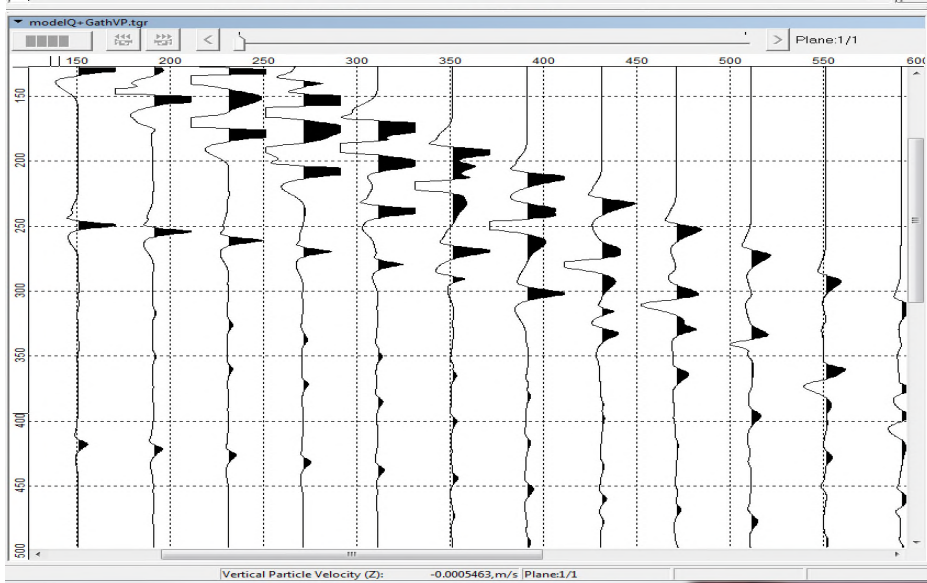 modelQ+GathVP.tgr
< > Plane:1/1
150 200 250 300 350 400 450 500 550 600
150
200
250
300
350
400
450
500
Vertical Particle Velocity (Z): -0.0005463,m/s Plane:1/1